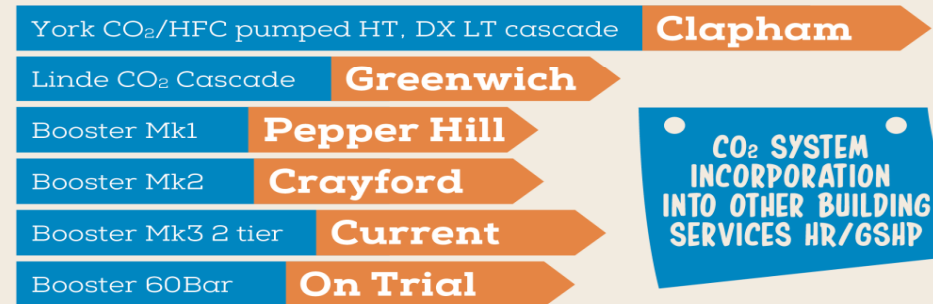 York CO₂/HFC pumped HT, DX LT cascade Clapham
Linde CO₂ Cascade Greenwich
Booster Mk1 Pepper Hill
Booster Mk2 Crayford
Booster Mk3 2 tier Current
Booster 60Bar On Trial
CO₂ SYSTEM
INCORPORATION
INTO OTHER BUILDING
SERVICES HR/GSHP